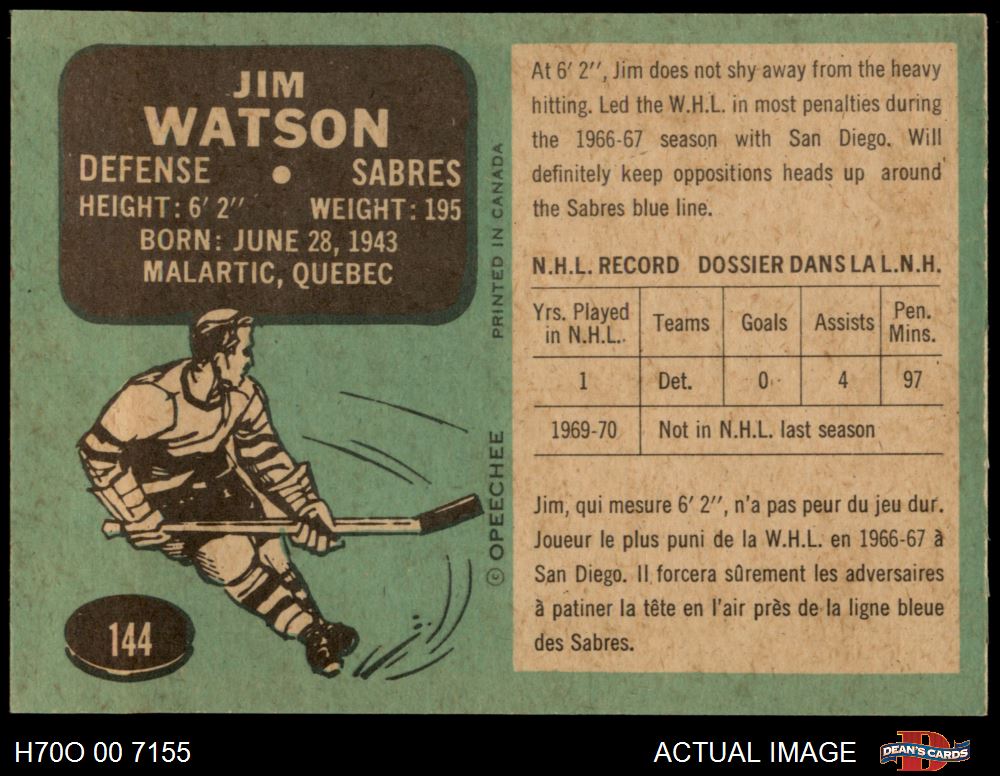 JIM
WATSON
DEFENSE • SABRES
HEIGHT: 6' 2'' WEIGHT: 195
BORN: JUNE 28, 1943
MALARTIC, QUEBEC
144
© OPEECHEE PRINTED IN CANADA
At 6' 2'', Jim does not shy away from the heavy
hitting. Led the W.H.L. in most penalties during
the 1966-67 season with San Diego. Will
definitely keep oppositions heads up around
the Sabres blue line.
N.H.L. RECORD DOSSIER DANS LA L.N.H.
Yrs. Played in N.H.L. Teams Goals Assists Pen. Mins.
1 Det. 0 4 97
1969-70 Not in N.H.L. last season
Jim, qui mesure 6' 2'', n'a pas peur du jeu dur.
Joueur le plus puni de la W.H.L. en 1966-67 à
San Diego. Il forcera sûrement les adversaires
à patiner la tête en l'air près de la ligne bleue
des Sabres.
H70O 00 7155 ACTUAL IMAGE DEAN'S CARDS